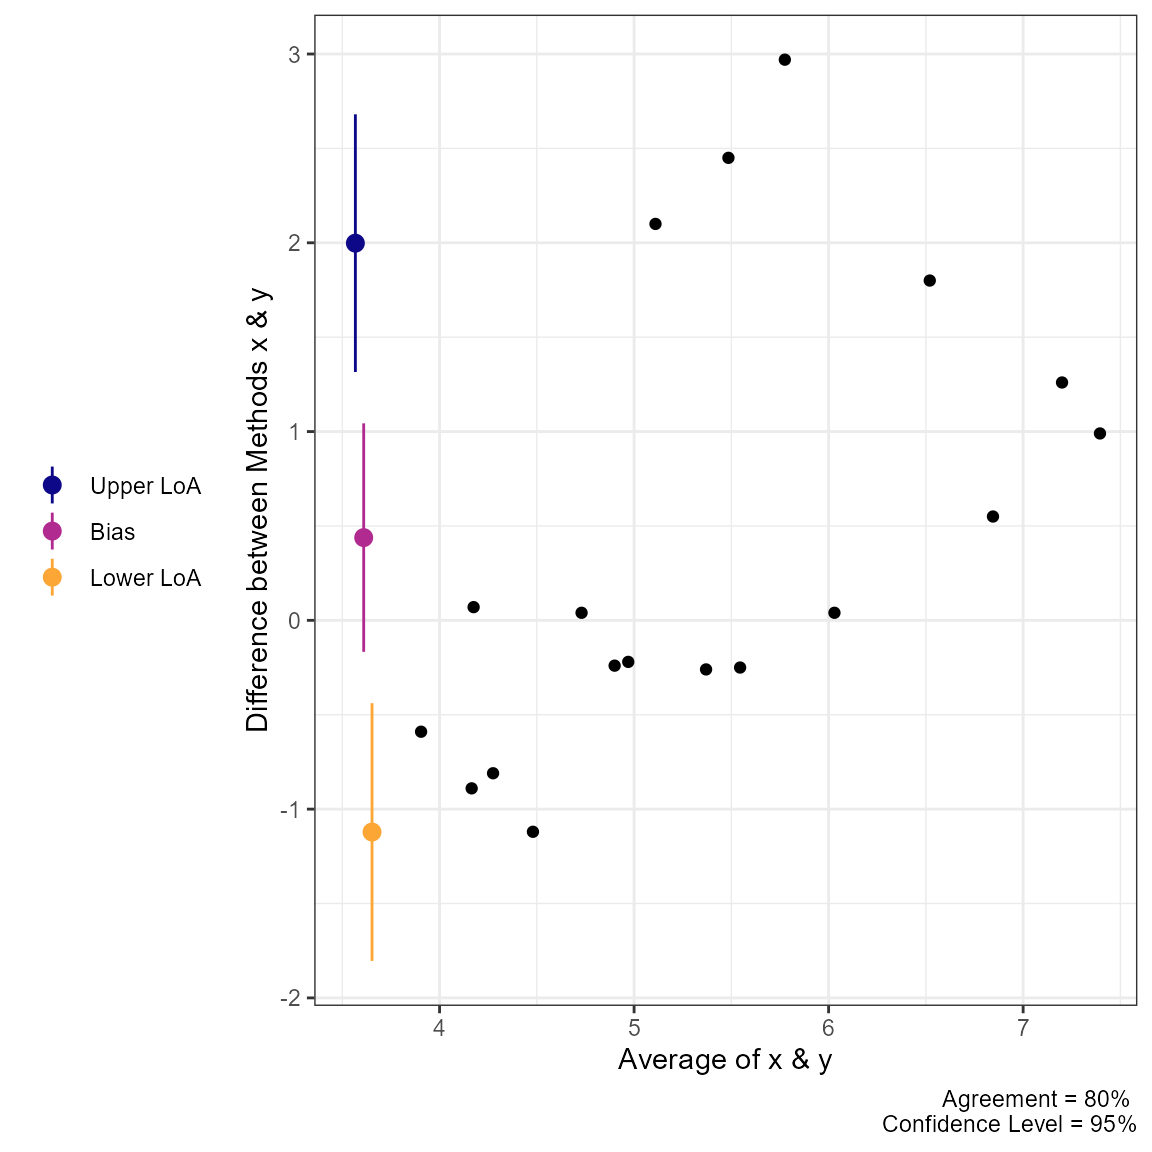 Upper LoA
Bias
Lower LoA
Difference between Methods x & y
3
2
1
0
-1
-2
4
5
6
7
Average of x & y
Agreement = 80%
Confidence Level = 95%